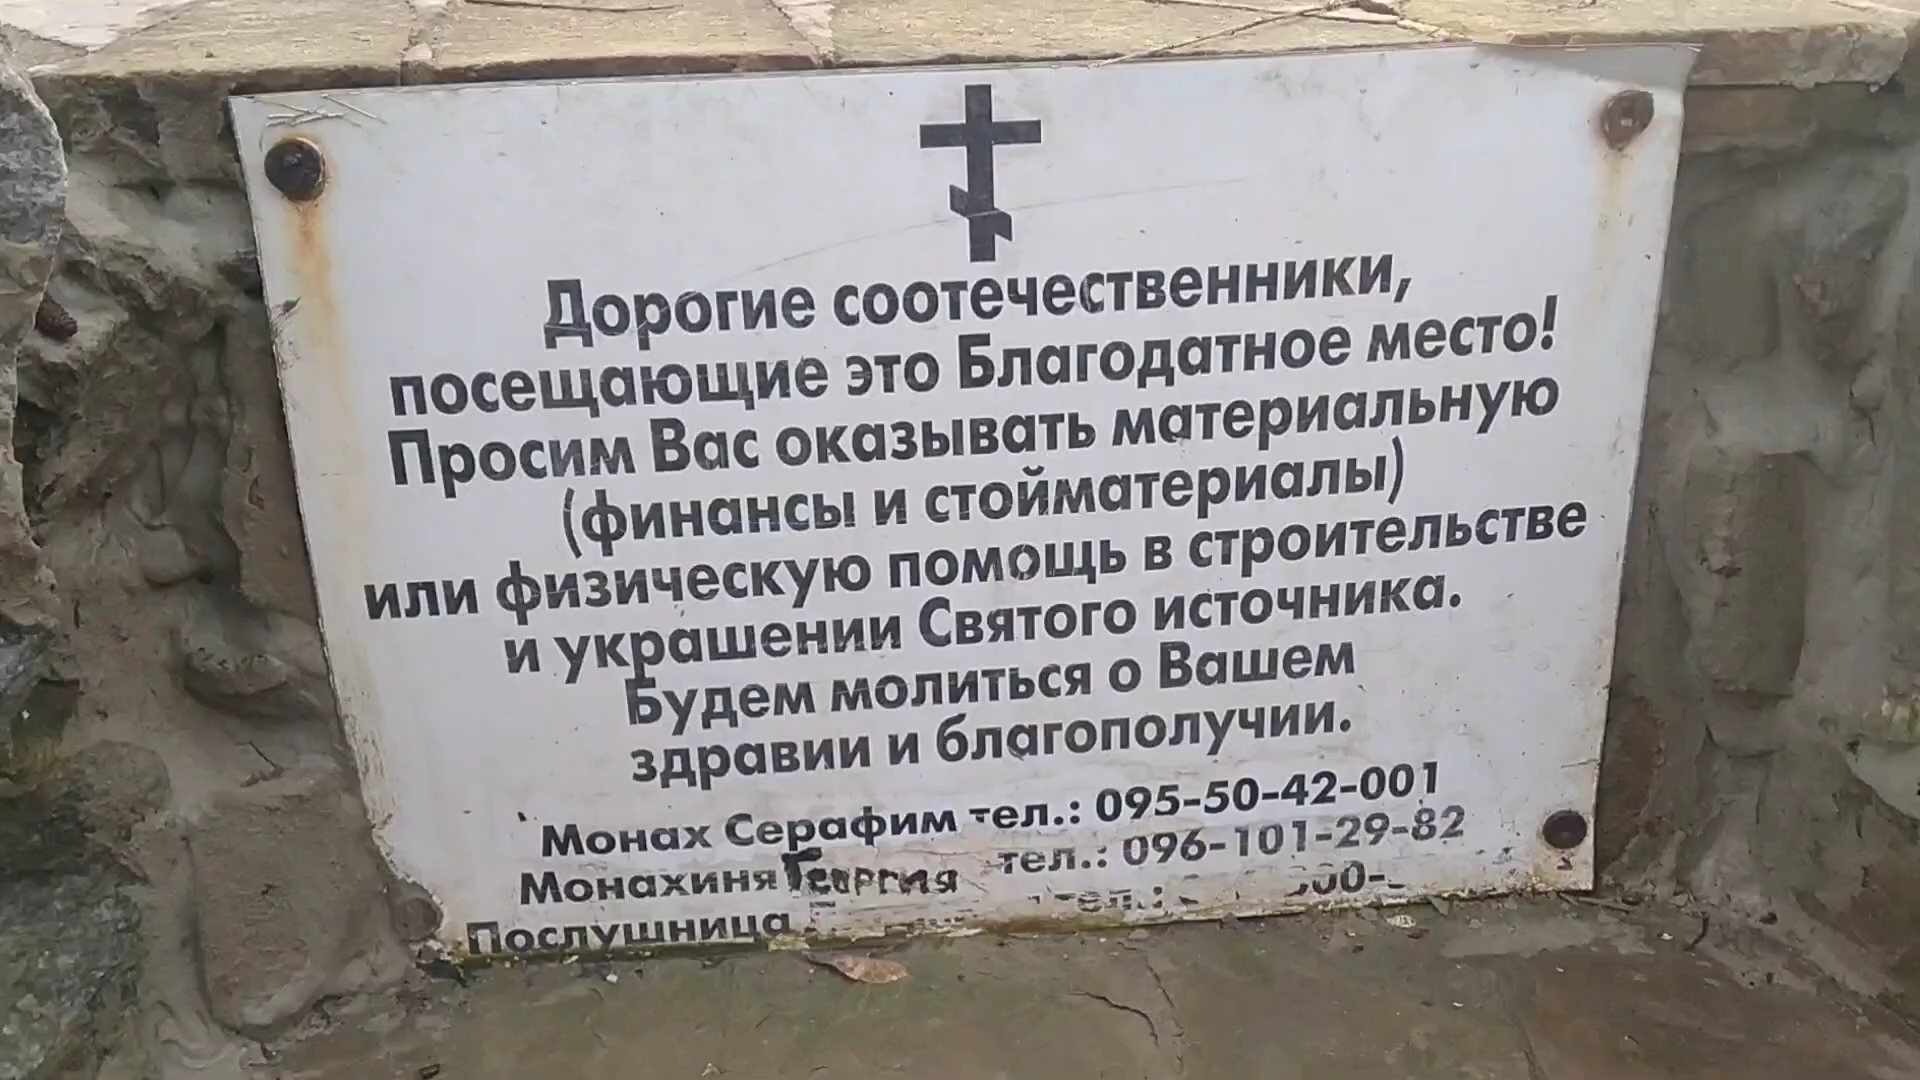 Дорогие соотечественники,
посещающие это Благодатное место!
Просим Вас оказывать материальную
(финансы и стойматериалы)
или физическую помощь в строительстве
и украшении Святого источника.
Будем молиться о Вашем
здравии и благополучии.
Монах Серафим тел.: 095-50-42-001
Монахиня Георгия тел.: 096-101-29-82
Послушница тел.: